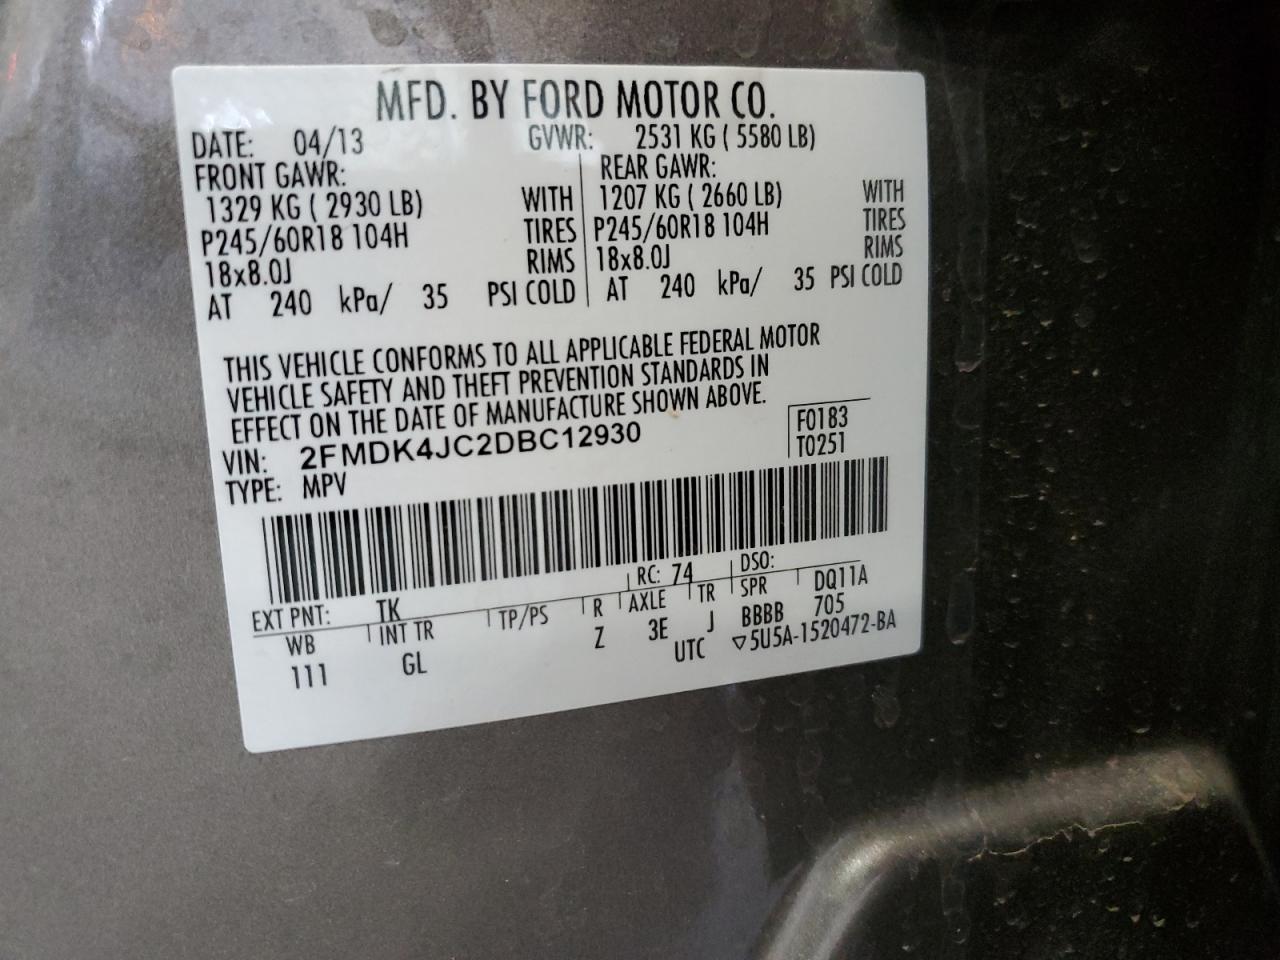 MFD. BY FORD MOTOR CO.
DATE: 04/13 GVWR: 2531 KG ( 5580 LB)
FRONT GAWR: REAR GAWR:
1329 KG ( 2930 LB) WITH 1207 KG ( 2660 LB) WITH
P245/60R18 104H TIRES P245/60R18 104H TIRES
18x8.0J RIMS 18x8.0J RIMS
AT 240 kPa/ 35 PSI COLD AT 240 kPa/ 35 PSI COLD
THIS VEHICLE CONFORMS TO ALL APPLICABLE FEDERAL MOTOR
VEHICLE SAFETY AND THEFT PREVENTION STANDARDS IN
EFFECT ON THE DATE OF MANUFACTURE SHOWN ABOVE.
VIN: 2FMDK4JC2DBC12930 F0183
TYPE: MPV T0251
EXT PNT: TK RC: 74 DSO:
WB INT TR TP/PS R AXLE TR SPR DQ11A
111 GL Z 3E J BBBB 705
UTC ▽5U5A-1520472-BA